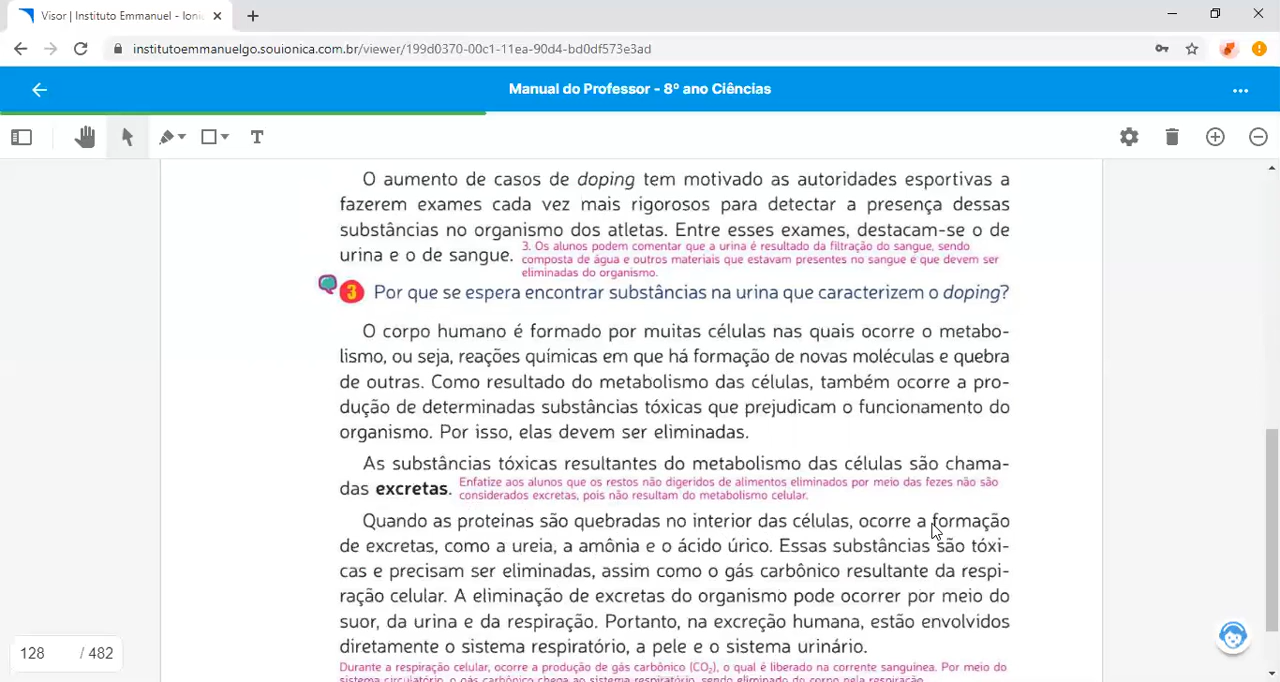 Visor | Instituto Emmanuel - Ioni
institutoemmanuelgo.souionica.com.br/viewer/199d0370-00c1-11ea-90d4-bd0df573e3ad
Manual do Professor - 8º ano Ciências
T
O aumento de casos de doping tem motivado as autoridades esportivas a
fazerem exames cada vez mais rigorosos para detectar a presença dessas
substâncias no organismo dos atletas. Entre esses exames, destacam-se o de
urina e o de sangue.
3. Os alunos podem comentar que a urina é resultado da filtração do sangue, sendo
composta de água e outros materiais que estavam presentes no sangue e que devem ser
eliminadas do organismo.
3 Por que se espera encontrar substâncias na urina que caracterizem o doping?
O corpo humano é formado por muitas células nas quais ocorre o metabo-
lismo, ou seja, reações químicas em que há formação de novas moléculas e quebra
de outras. Como resultado do metabolismo das células, também ocorre a pro-
dução de determinadas substâncias tóxicas que prejudicam o funcionamento do
organismo. Por isso, elas devem ser eliminadas.
As substâncias tóxicas resultantes do metabolismo das células são chama-
das excretas.
Enfatize aos alunos que os restos não digeridos de alimentos eliminados por meio das fezes não são
considerados excretas, pois não resultam do metabolismo celular.
Quando as proteínas são quebradas no interior das células, ocorre a formação
de excretas, como a ureia, a amônia e o ácido úrico. Essas substâncias são tóxi-
cas e precisam ser eliminadas, assim como o gás carbônico resultante da respi-
ração celular. A eliminação de excretas do organismo pode ocorrer por meio do
suor, da urina e da respiração. Portanto, na excreção humana, estão envolvidos
diretamente o sistema respiratório, a pele e o sistema urinário.
Durante a respiração celular, ocorre a produção de gás carbônico (CO₂), o qual é liberado na corrente sanguínea. Por meio do
sistema circulatório, o gás carbônico chega ao sistema respiratório, sendo eliminado do corpo pela respiração.
128 / 482